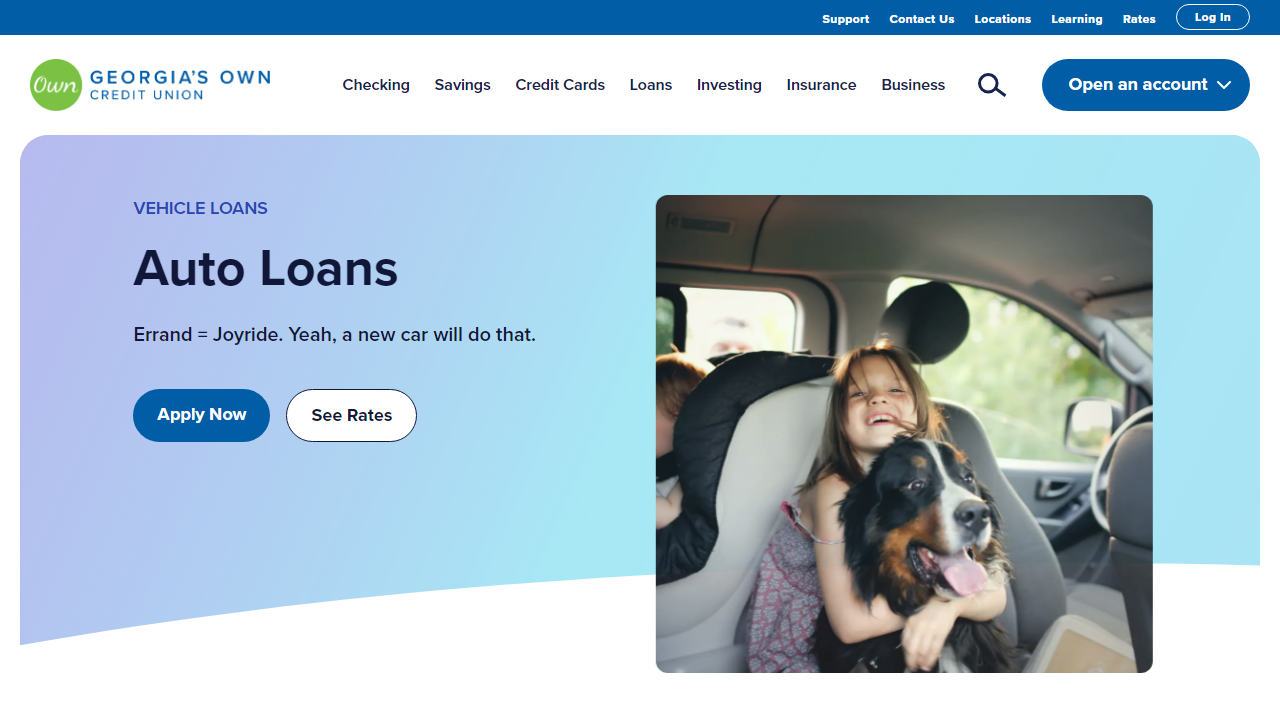 Support Contact Us Locations Learning Rates Log In
Own GEORGIA'S OWN
CREDIT UNION
Checking Savings Credit Cards Loans Investing Insurance Business Open an account
VEHICLE LOANS
Auto Loans
Errand = Joyride. Yeah, a new car will do that.
Apply Now See Rates